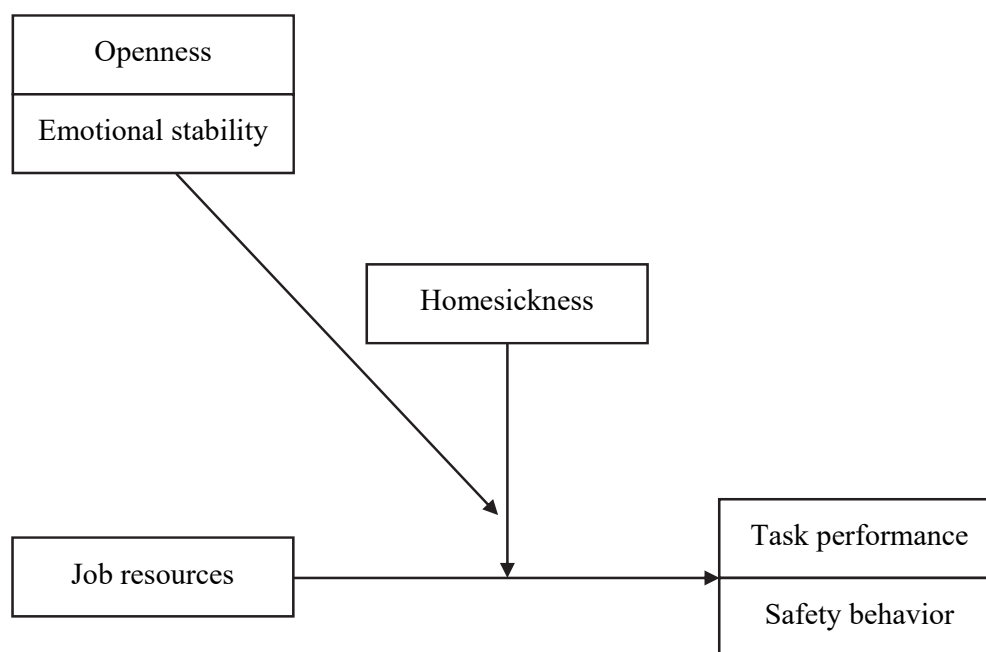 Openness
Emotional stability
Homesickness
Job resources
Task performance
Safety behavior